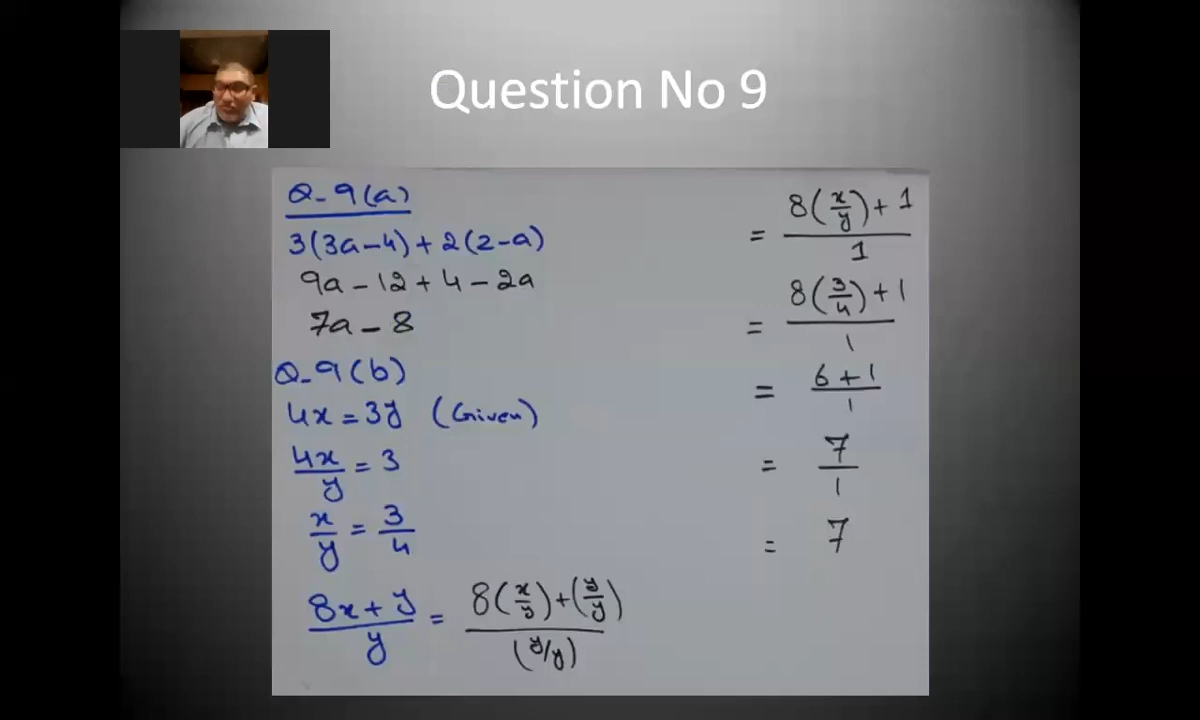 Question No 9
Q-9(a)
3(3a-4)+2(2-a)
9a-12+4-2a
7a-8
Q-9(b)
4x=3y (Given)
4x/y = 3
x/y = 3/4
(8x+y)/y = (8(x/y)+(y/y))/(y/y)
= (8(x/y)+1)/1
= (8(3/4)+1)/1
= (6+1)/1
= 7/1
= 7